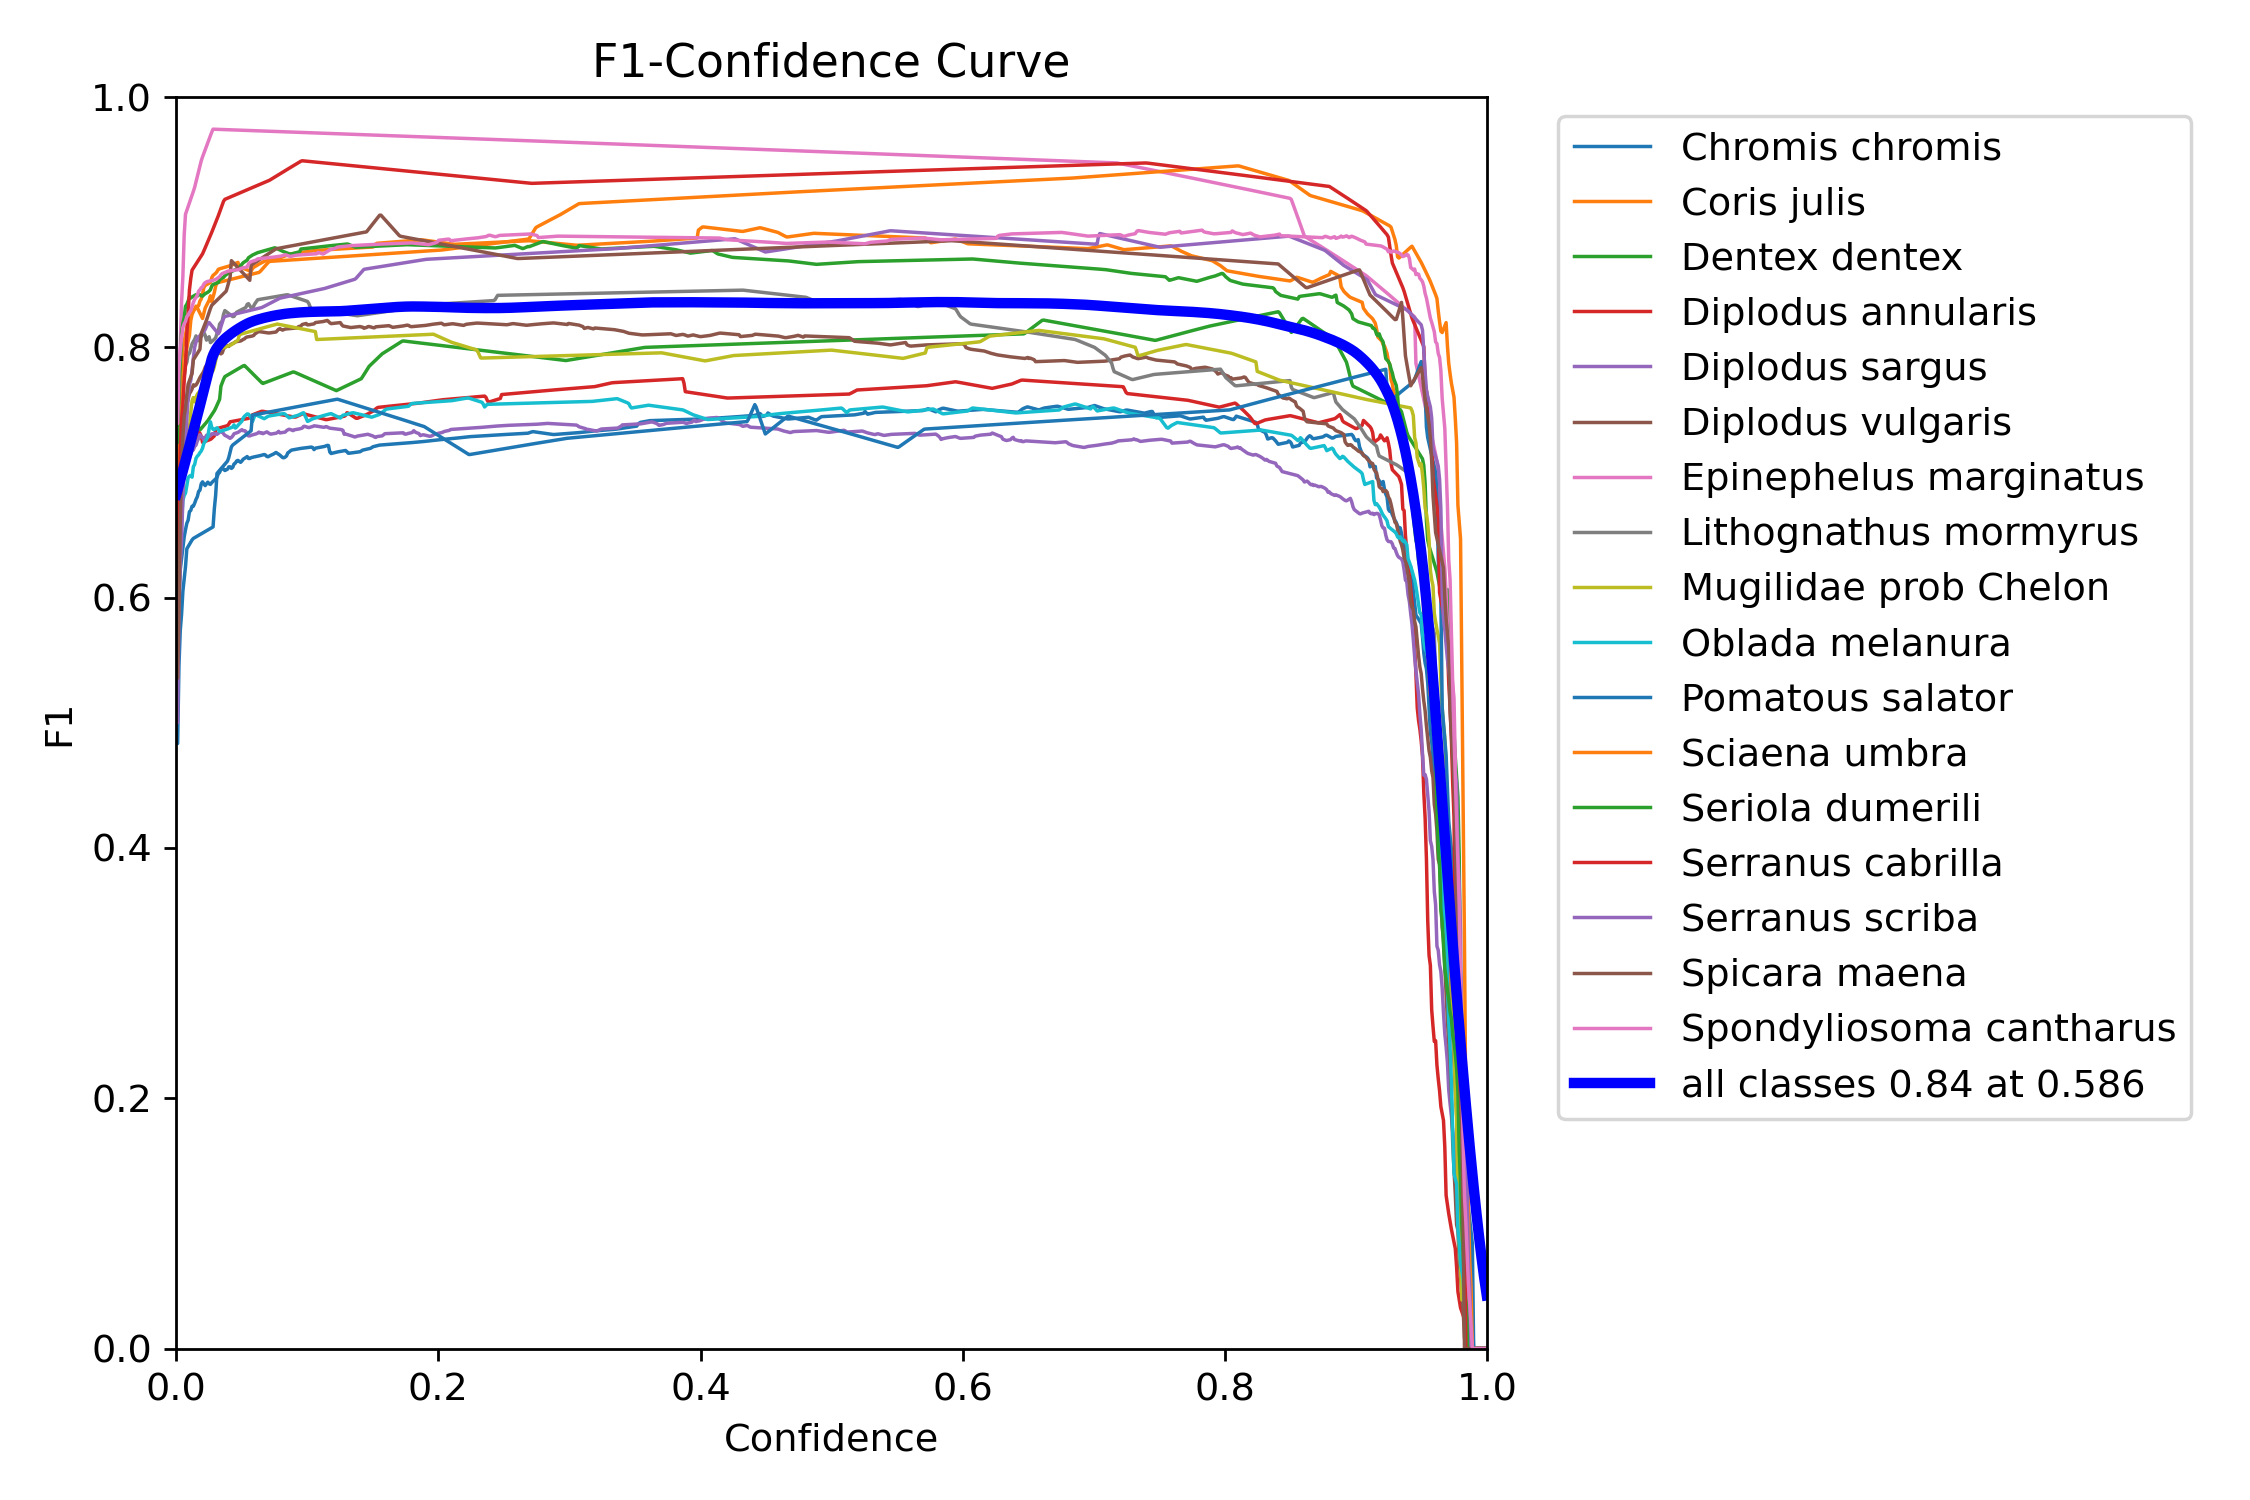 F1-Confidence Curve
1.0
0.8
0.6
0.4
0.2
0.0
F1
0.0 0.2 0.4 0.6 0.8 1.0
Confidence
Chromis chromis
Coris julis
Dentex dentex
Diplodus annularis
Diplodus sargus
Diplodus vulgaris
Epinephelus marginatus
Lithognathus mormyrus
Mugilidae prob Chelon
Oblada melanura
Pomatous salator
Sciaena umbra
Seriola dumerili
Serranus cabrilla
Serranus scriba
Spicara maena
Spondyliosoma cantharus
all classes 0.84 at 0.586